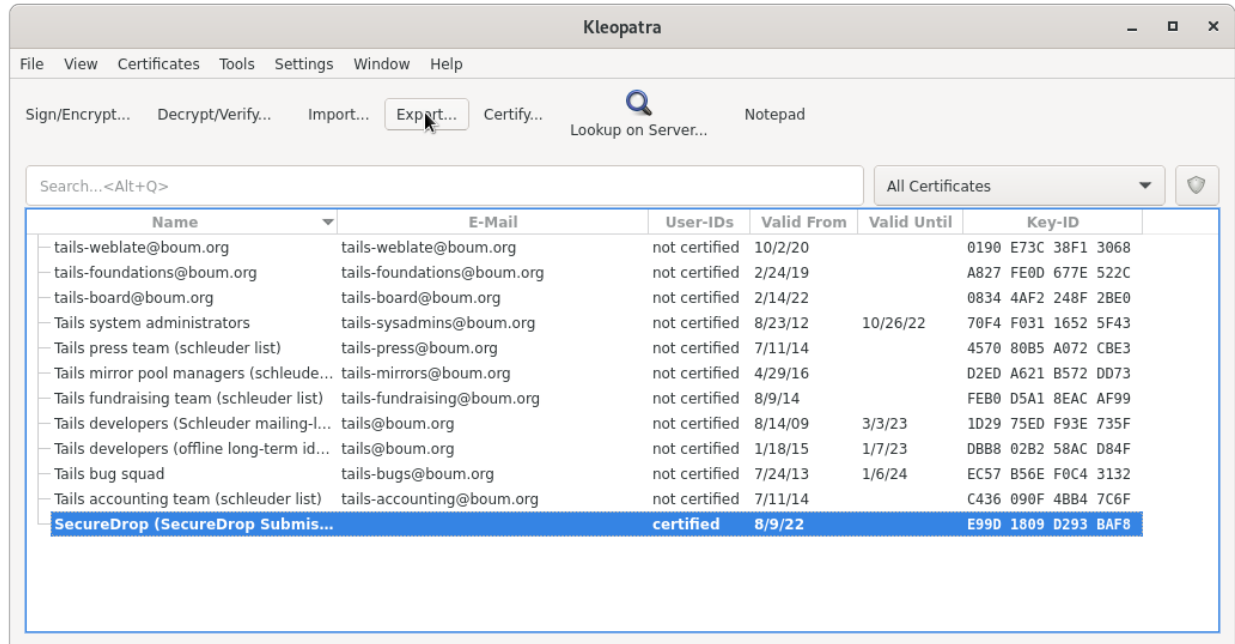 Kleopatra
File View Certificates Tools Settings Window Help
Sign/Encrypt... Decrypt/Verify... Import... Export... Certify... Lookup on Server... Notepad
Search...<Alt+Q> All Certificates
Name E-Mail User-IDs Valid From Valid Until Key-ID
tails-weblate@boum.org tails-weblate@boum.org not certified 10/2/20 0190 E73C 38F1 3068
tails-foundations@boum.org tails-foundations@boum.org not certified 2/24/19 A827 FE0D 677E 522C
tails-board@boum.org tails-board@boum.org not certified 2/14/22 0834 4AF2 248F 2BE0
Tails system administrators tails-sysadmins@boum.org not certified 8/23/12 10/26/22 70F4 F031 1652 5F43
Tails press team (schleuder list) tails-press@boum.org not certified 7/11/14 4570 80B5 A072 CBE3
Tails mirror pool managers (schleude... tails-mirrors@boum.org not certified 4/29/16 D2ED A621 B572 DD73
Tails fundraising team (schleuder list) tails-fundraising@boum.org not certified 8/9/14 FEB0 D5A1 8EAC AF99
Tails developers (Schleuder mailing-l... tails@boum.org not certified 8/14/09 3/3/23 1D29 75ED F93E 735F
Tails developers (offline long-term id... tails@boum.org not certified 1/18/15 1/7/23 DBB8 02B2 58AC D84F
Tails bug squad tails-bugs@boum.org not certified 7/24/13 1/6/24 EC57 B56E F0C4 3132
Tails accounting team (schleuder list) tails-accounting@boum.org not certified 7/11/14 C436 090F 4BB4 7C6F
SecureDrop (SecureDrop Submis... certified 8/9/22 E99D 1809 D293 BAF8